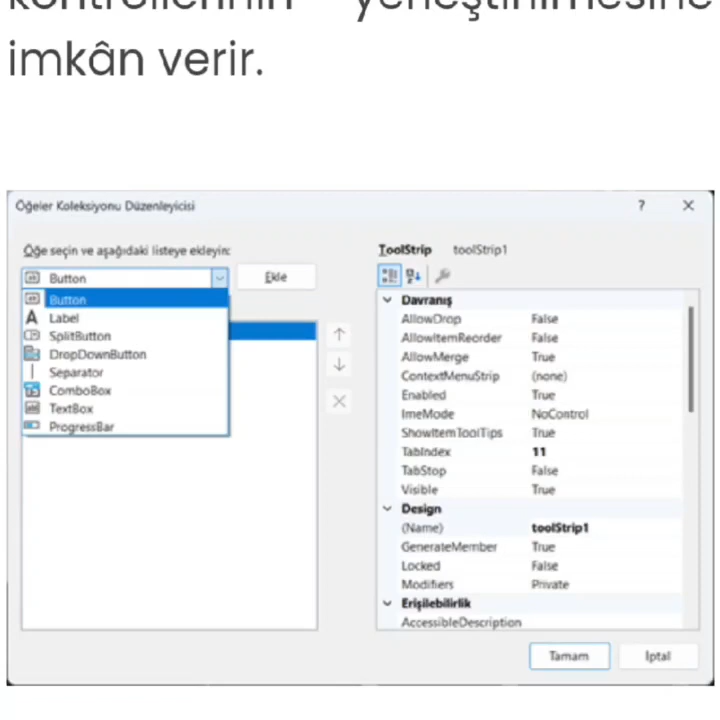 imkân verir.
Öğeler Koleksiyonu Düzenleyicisi
?
Öğe seçin ve aşağıdaki listeye ekleyin:
Button
Ekle
Button
Label
SplitButton
DropDownButton
Separator
ComboBox
TextBox
ProgressBar
ToolStrip toolStrip1
Davranış
AllowDrop False
AllowItemReorder False
AllowMerge True
ContextMenuStrip (none)
Enabled True
ImeMode NoControl
ShowItemToolTips True
TabIndex 11
TabStop False
Visible True
Design
(Name) toolStrip1
GenerateMember True
Locked False
Modifiers Private
Erişilebilirlik
AccessibleDescription
Tamam
İptal